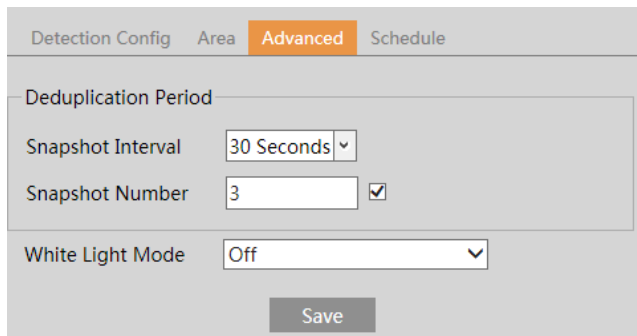 Detection Config Area Advanced Schedule
Deduplication Period
Snapshot Interval 30 Seconds
Snapshot Number 3
White Light Mode Off
Save